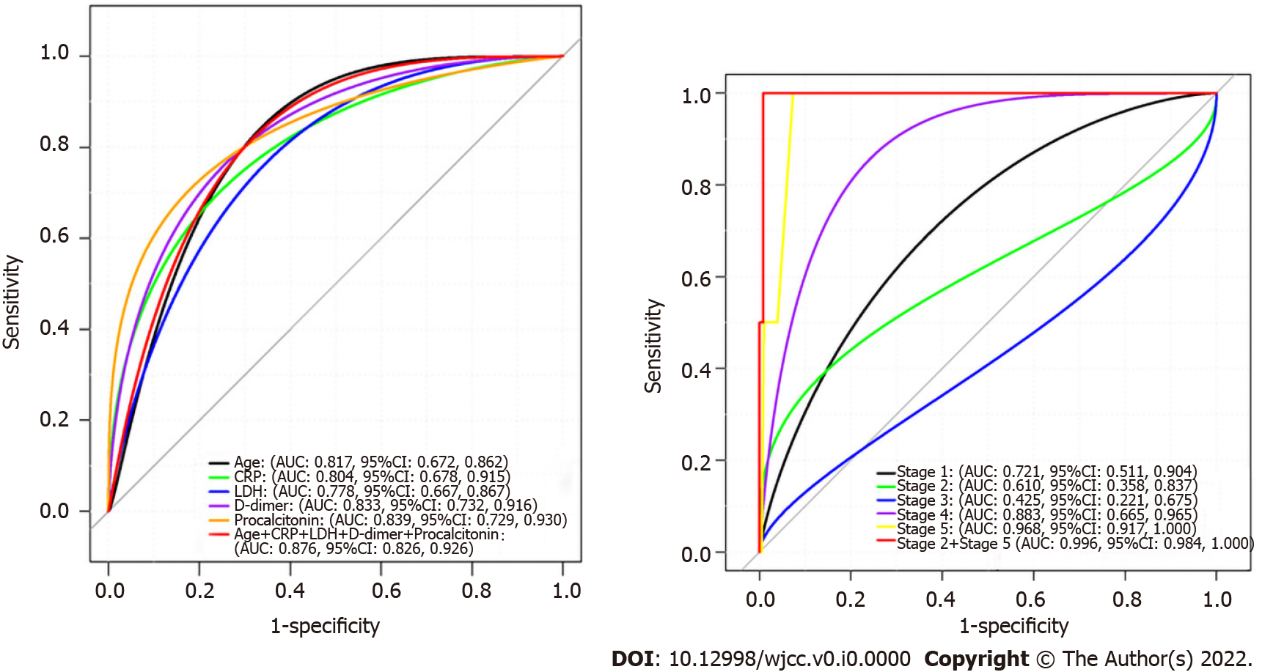 1.0
0.8
0.6
0.4
0.2
0.0
Sensitivity
Age: (AUC: 0.817, 95%CI: 0.672, 0.862)
CRP: (AUC: 0.804, 95%CI: 0.678, 0.915)
LDH: (AUC: 0.778, 95%CI: 0.667, 0.867)
D-dimer: (AUC: 0.833, 95%CI: 0.732, 0.916)
Procalcitonin: (AUC: 0.839, 95%CI: 0.729, 0.930)
Age+CRP+LDH+D-dimer+Procalcitonin:
(AUC: 0.876, 95%CI: 0.826, 0.926)
0.0 0.2 0.4 0.6 0.8 1.0
1-specificity
1.0
0.8
0.6
0.4
0.2
0.0
Sensitivity
Stage 1: (AUC: 0.721, 95%CI: 0.511, 0.904)
Stage 2: (AUC: 0.610, 95%CI: 0.358, 0.837)
Stage 3: (AUC: 0.425, 95%CI: 0.221, 0.675)
Stage 4: (AUC: 0.883, 95%CI: 0.665, 0.965)
Stage 5: (AUC: 0.968, 95%CI: 0.917, 1.000)
Stage 2+Stage 5 (AUC: 0.996, 95%CI: 0.984, 1.000)
0.0 0.2 0.4 0.6 0.8 1.0
1-specificity
DOI: 10.12998/wjcc.v0.i0.0000 Copyright © The Author(s) 2022.